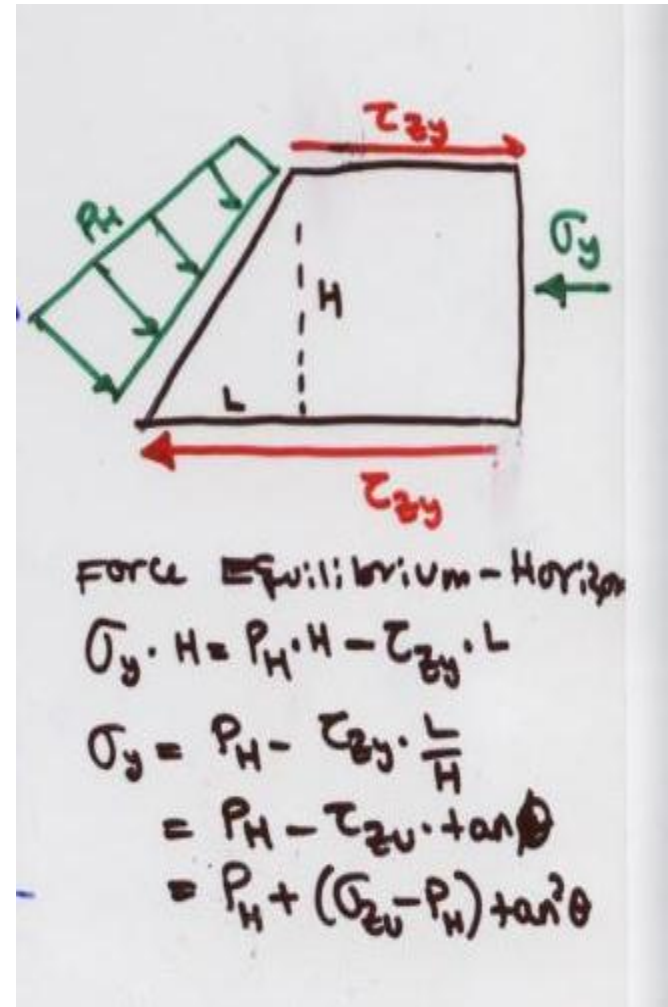 τzy
PH
σy
H
L
τzy
Force Equilibrium - Horizon
σy · H = PH · H - τzy · L
σy = PH - τzy · L/H
= PH - τzu · tan θ
= PH + (σzu - PH) tan²θ